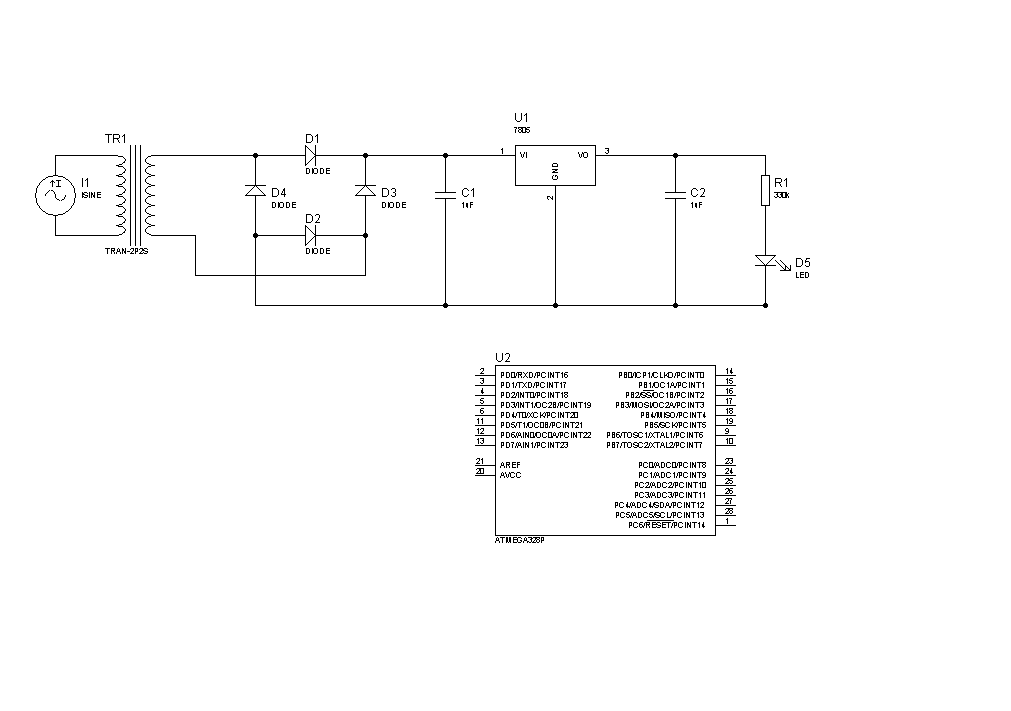 TR1
TRAN-2P2S
I1
ISINE
D1
DIODE
D4
DIODE
D3
DIODE
D2
DIODE
C1
1uF
U1
7805
1
VI
VO
3
GND
2
C2
1uF
R1
330k
D5
LED
U2
2 PD0/RXD/PCINT16
3 PD1/TXD/PCINT17
4 PD2/INT0/PCINT18
5 PD3/INT1/OC2B/PCINT19
6 PD4/T0/XCK/PCINT20
11 PD5/T1/OC0B/PCINT21
12 PD6/AIN0/OC0A/PCINT22
13 PD7/AIN1/PCINT23
21 AREF
20 AVCC
PB0/ICP1/CLKO/PCINT0 14
PB1/OC1A/PCINT1 15
PB2/SS/OC1B/PCINT2 16
PB3/MOSI/OC2A/PCINT3 17
PB4/MISO/PCINT4 18
PB5/SCK/PCINT5 19
PB6/TOSC1/XTAL1/PCINT6 9
PB7/TOSC2/XTAL2/PCINT7 10
PC0/ADC0/PCINT8 23
PC1/ADC1/PCINT9 24
PC2/ADC2/PCINT10 25
PC3/ADC3/PCINT11 26
PC4/ADC4/SDA/PCINT12 27
PC5/ADC5/SCL/PCINT13 28
PC6/RESET/PCINT14 1
ATMEGA328P